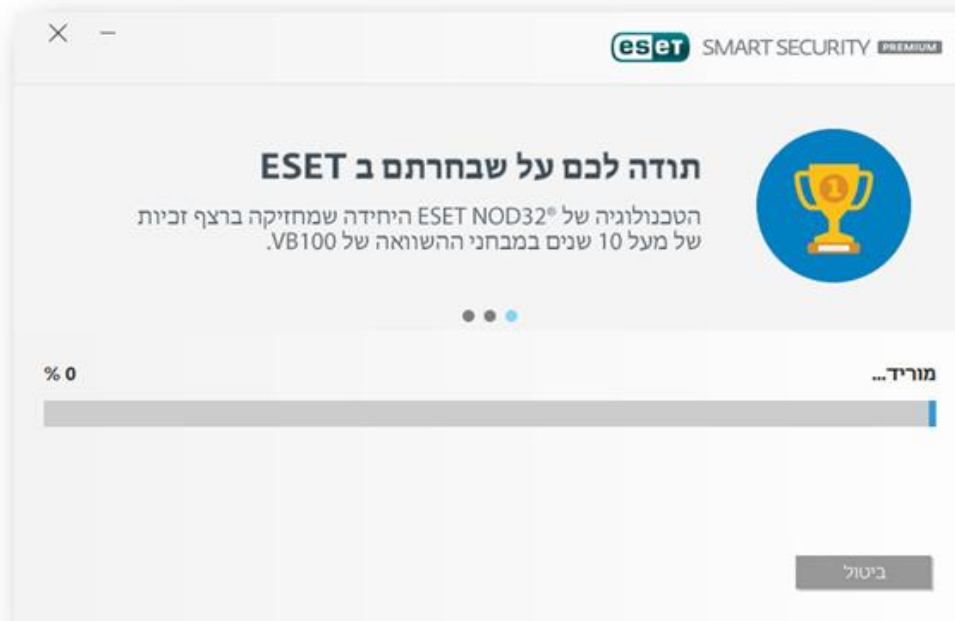 eset SMART SECURITY PREMIUM
תודה לכם על שבחרתם ב ESET
הטכנולוגיה של ESET NOD32® היחידה שמחזיקה ברצף זכיות
של מעל 10 שנים במבחני ההשוואה של VB100.
מוריד...
% 0
ביטול